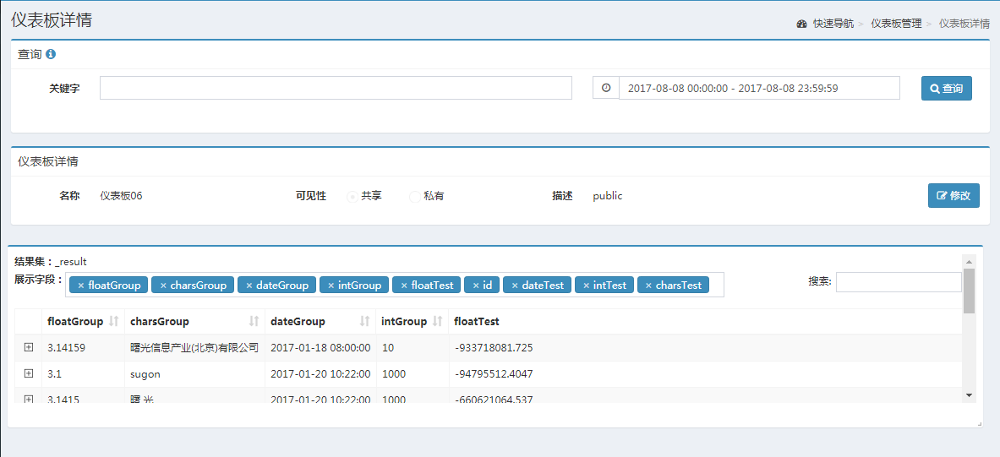 仪表板详情
快速导航 > 仪表板管理 > 仪表板详情
查询
关键字 2017-08-08 00:00:00 - 2017-08-08 23:59:59 查询
仪表板详情
名称 仪表板06 可见性 共享 私有 描述 public 修改
结果集：_result
展示字段： × floatGroup × charsGroup × dateGroup × intGroup × floatTest × id × dateTest × intTest × charsTest 搜索:
floatGroup charsGroup dateGroup intGroup floatTest
3.14159 曙光信息产业(北京)有限公司 2017-01-18 08:00:00 10 -933718081.725
3.1 sugon 2017-01-20 10:22:00 1000 -94795512.4047
3.1415 曙 光 2017-01-20 10:22:00 1000 -660621064.537